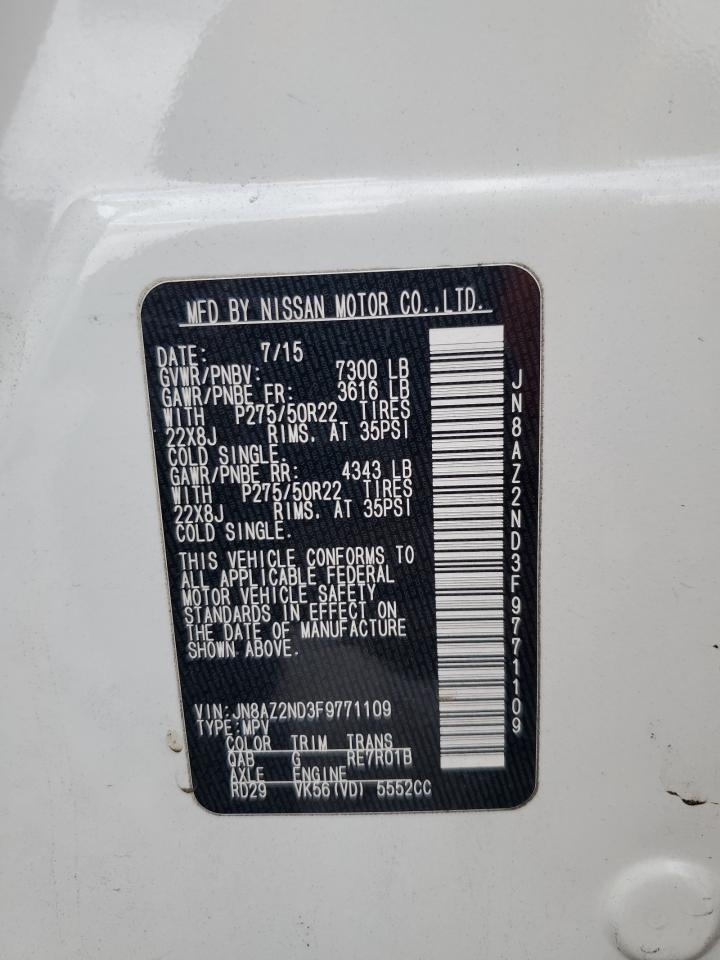 MFD BY NISSAN MOTOR CO.,LTD.
DATE: 7/15
GVWR/PNBV: 7300 LB
GAWR/PNBE FR: 3616 LB
WITH P275/50R22 TIRES
22X8J RIMS. AT 35PSI
COLD SINGLE.
GAWR/PNBE RR: 4343 LB
WITH P275/50R22 TIRES
22X8J RIMS. AT 35PSI
COLD SINGLE.
THIS VEHICLE CONFORMS TO
ALL APPLICABLE FEDERAL
MOTOR VEHICLE SAFETY
STANDARDS IN EFFECT ON
THE DATE OF MANUFACTURE
SHOWN ABOVE.
VIN:JN8AZ2ND3F9771109
TYPE:MPV
COLOR TRIM TRANS
QAB G RE7R01B
AXLE ENGINE
RD29 VK56(VD) 5552CC
JN8AZ2ND3F9771109